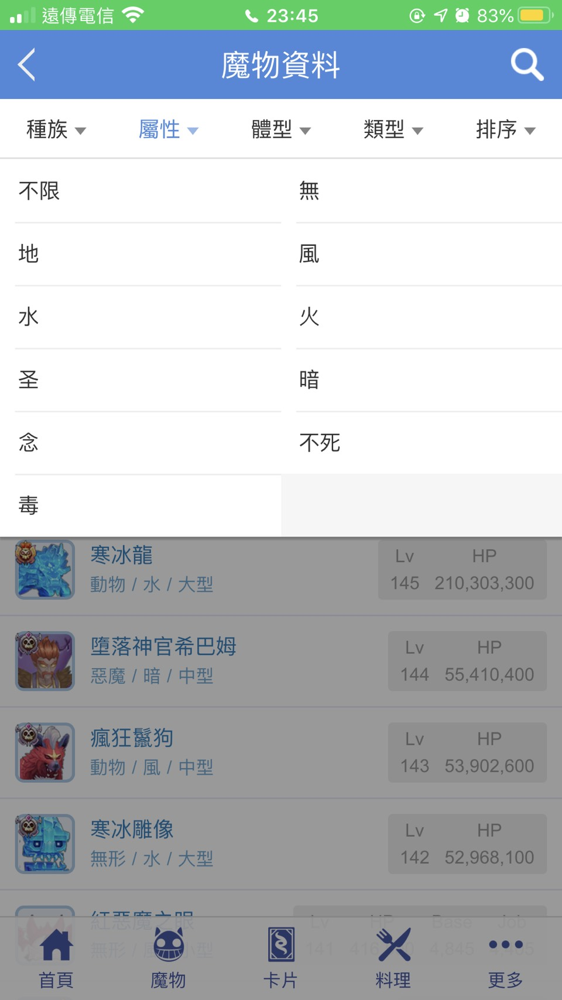 遠傳電信 23:45 83%
魔物資料
種族 屬性 體型 類型 排序
不限 無
地 風
水 火
圣 暗
念 不死
毒
寒冰龍 Lv HP
動物 / 水 / 大型 145 210,303,300
墮落神官希巴姆 Lv HP
惡魔 / 暗 / 中型 144 55,410,400
瘋狂鬣狗 Lv HP
動物 / 風 / 中型 143 53,902,600
寒冰雕像 Lv HP
無形 / 水 / 大型 142 52,968,100
紅惡魔之眼 Lv HP Base Job
無形 / 風 小型 141 4,845
首頁 魔物 卡片 料理 更多